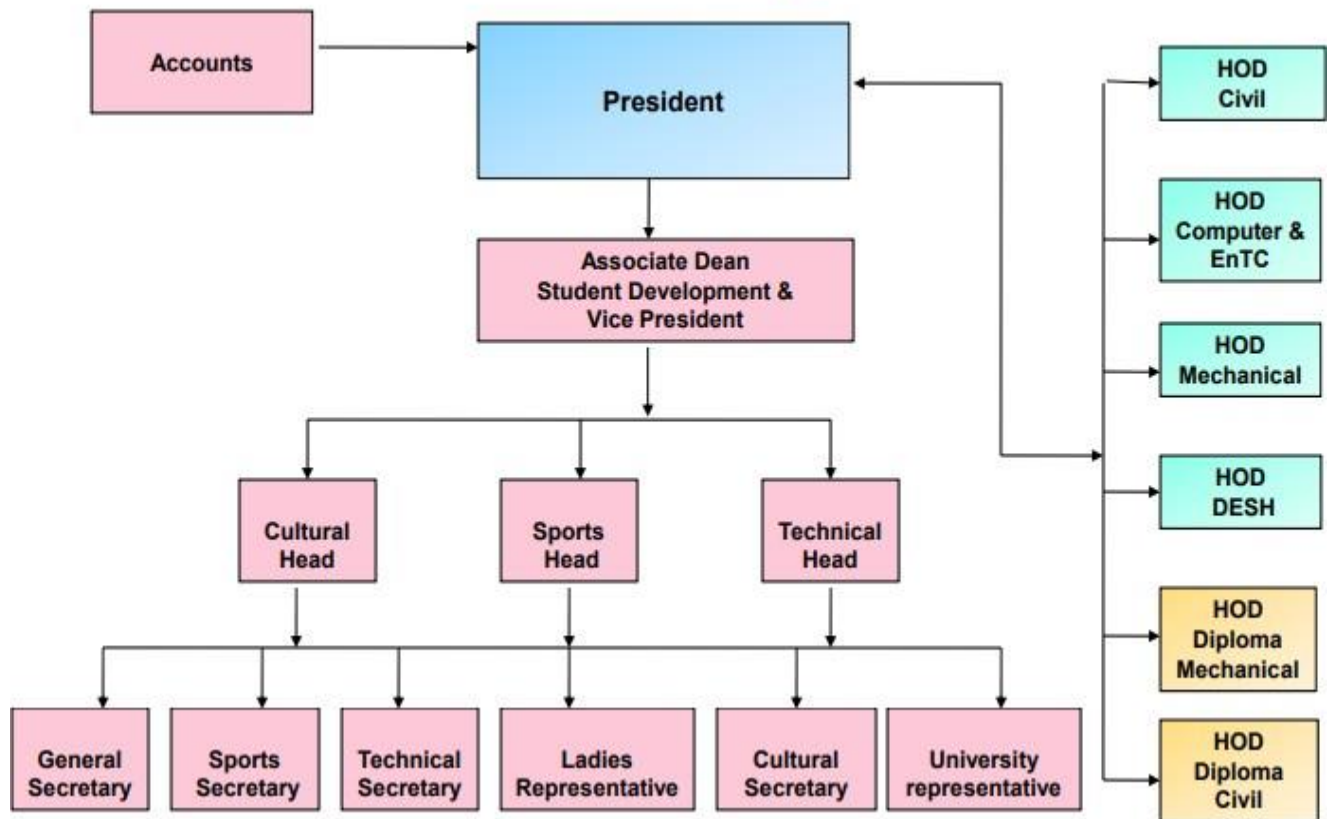 Accounts
President
HOD
Civil
HOD
Computer &
EnTC
Associate Dean
Student Development &
Vice President
HOD
Mechanical
HOD
DESH
Cultural
Head
Sports
Head
Technical
Head
HOD
Diploma
Mechanical
General
Secretary
Sports
Secretary
Technical
Secretary
Ladies
Representative
Cultural
Secretary
University
representative
HOD
Diploma
Civil